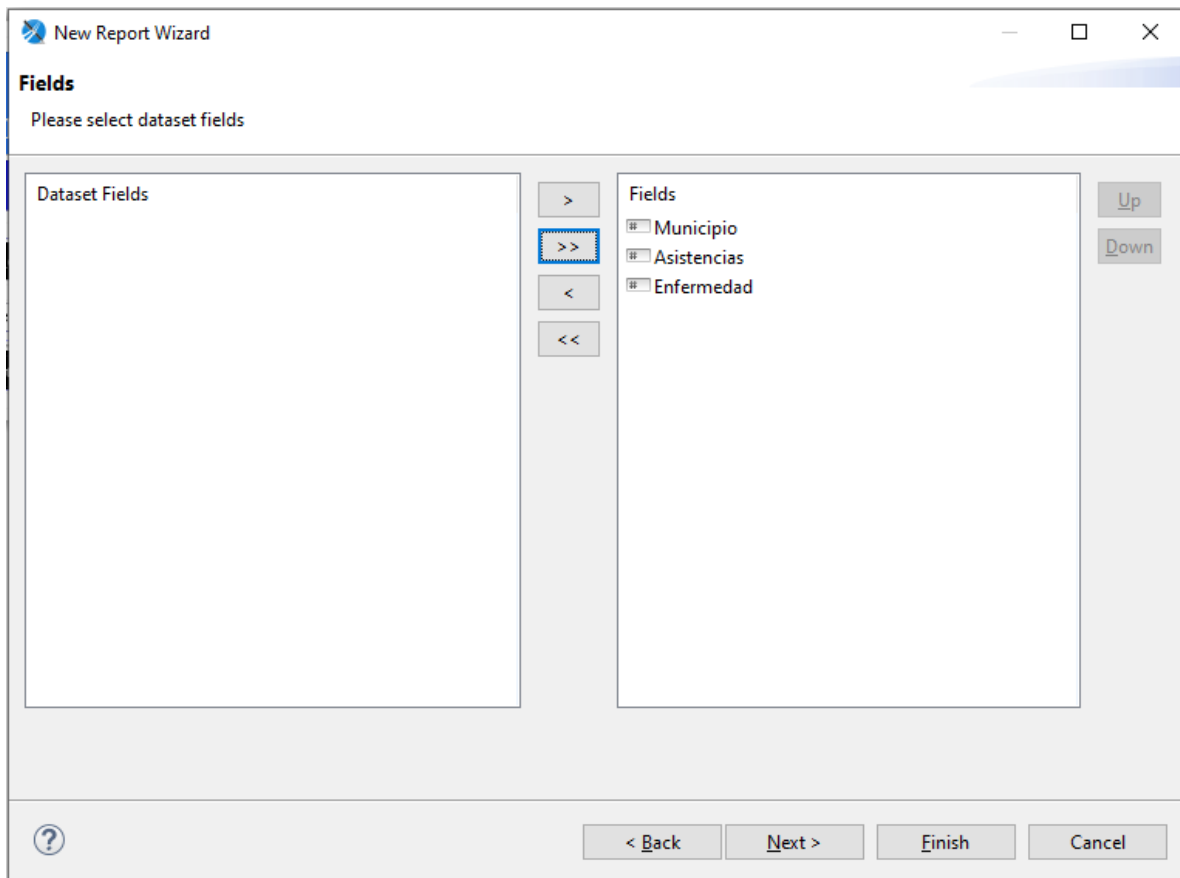 New Report Wizard
Fields
Please select dataset fields
Dataset Fields
>
>>
<
<<
Fields
# Municipio
# Asistencias
# Enfermedad
Up
Down
?
< Back
Next >
Finish
Cancel